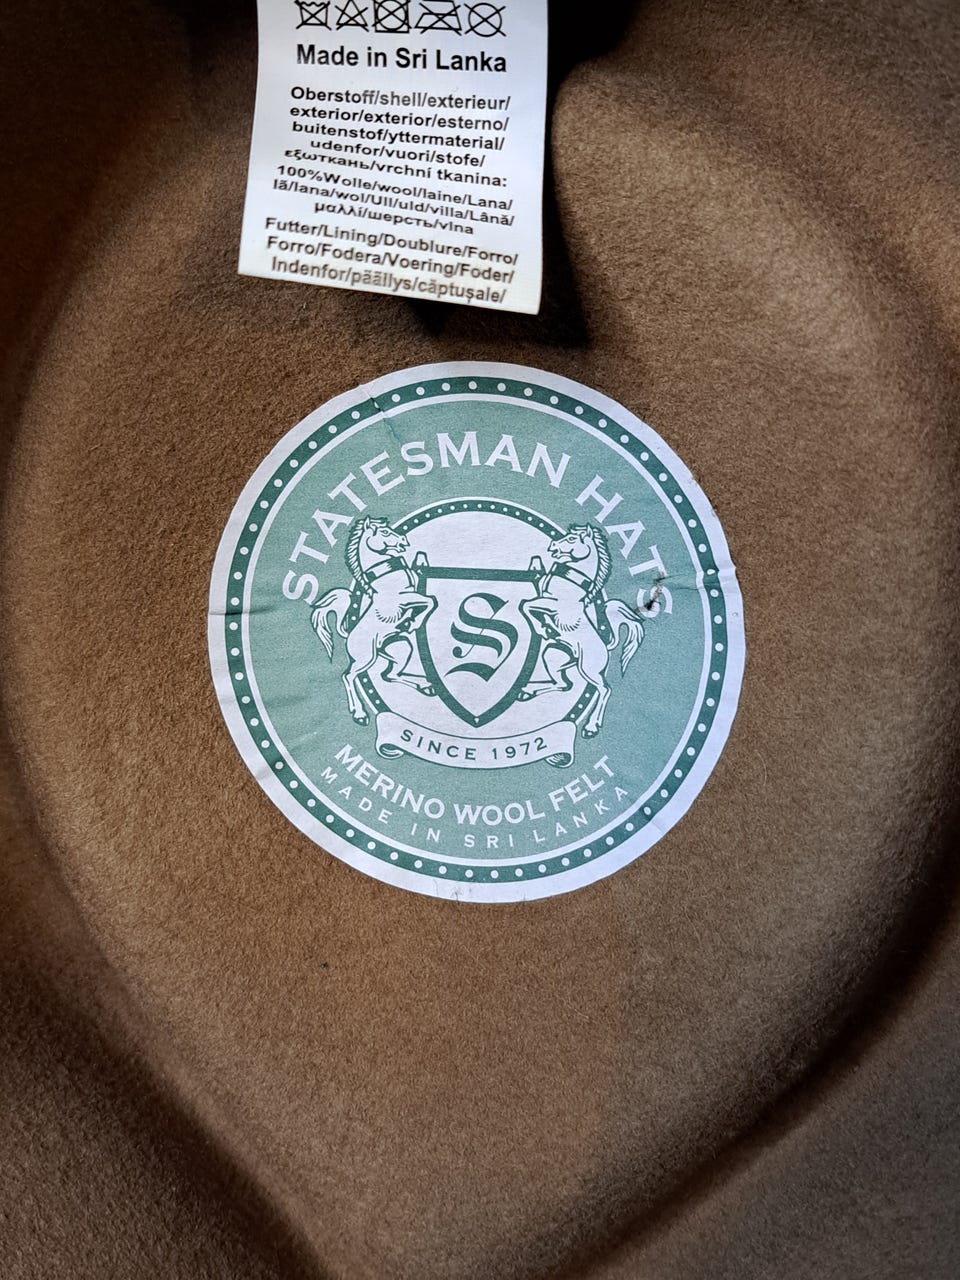 Made in Sri Lanka
Oberstoff/shell/exterieur/
exterior/exterior/esterno/
buitenstof/yttermaterial/
udenfor/vuori/stofe/
εξωткань/vrchní tkanina:
100%Wolle/wool/laine/Lana/
lã/lana/wol/Ull/uld/villa/Lână/
μαλλί/шерсть/vlna
Futter/Lining/Doublure/Forro/
Forro/Fodera/Voering/Foder/
Indenfor/päällys/căptușale/
STATESMAN HATS
S
SINCE 1972
MERINO WOOL FELT
MADE IN SRI LANKA